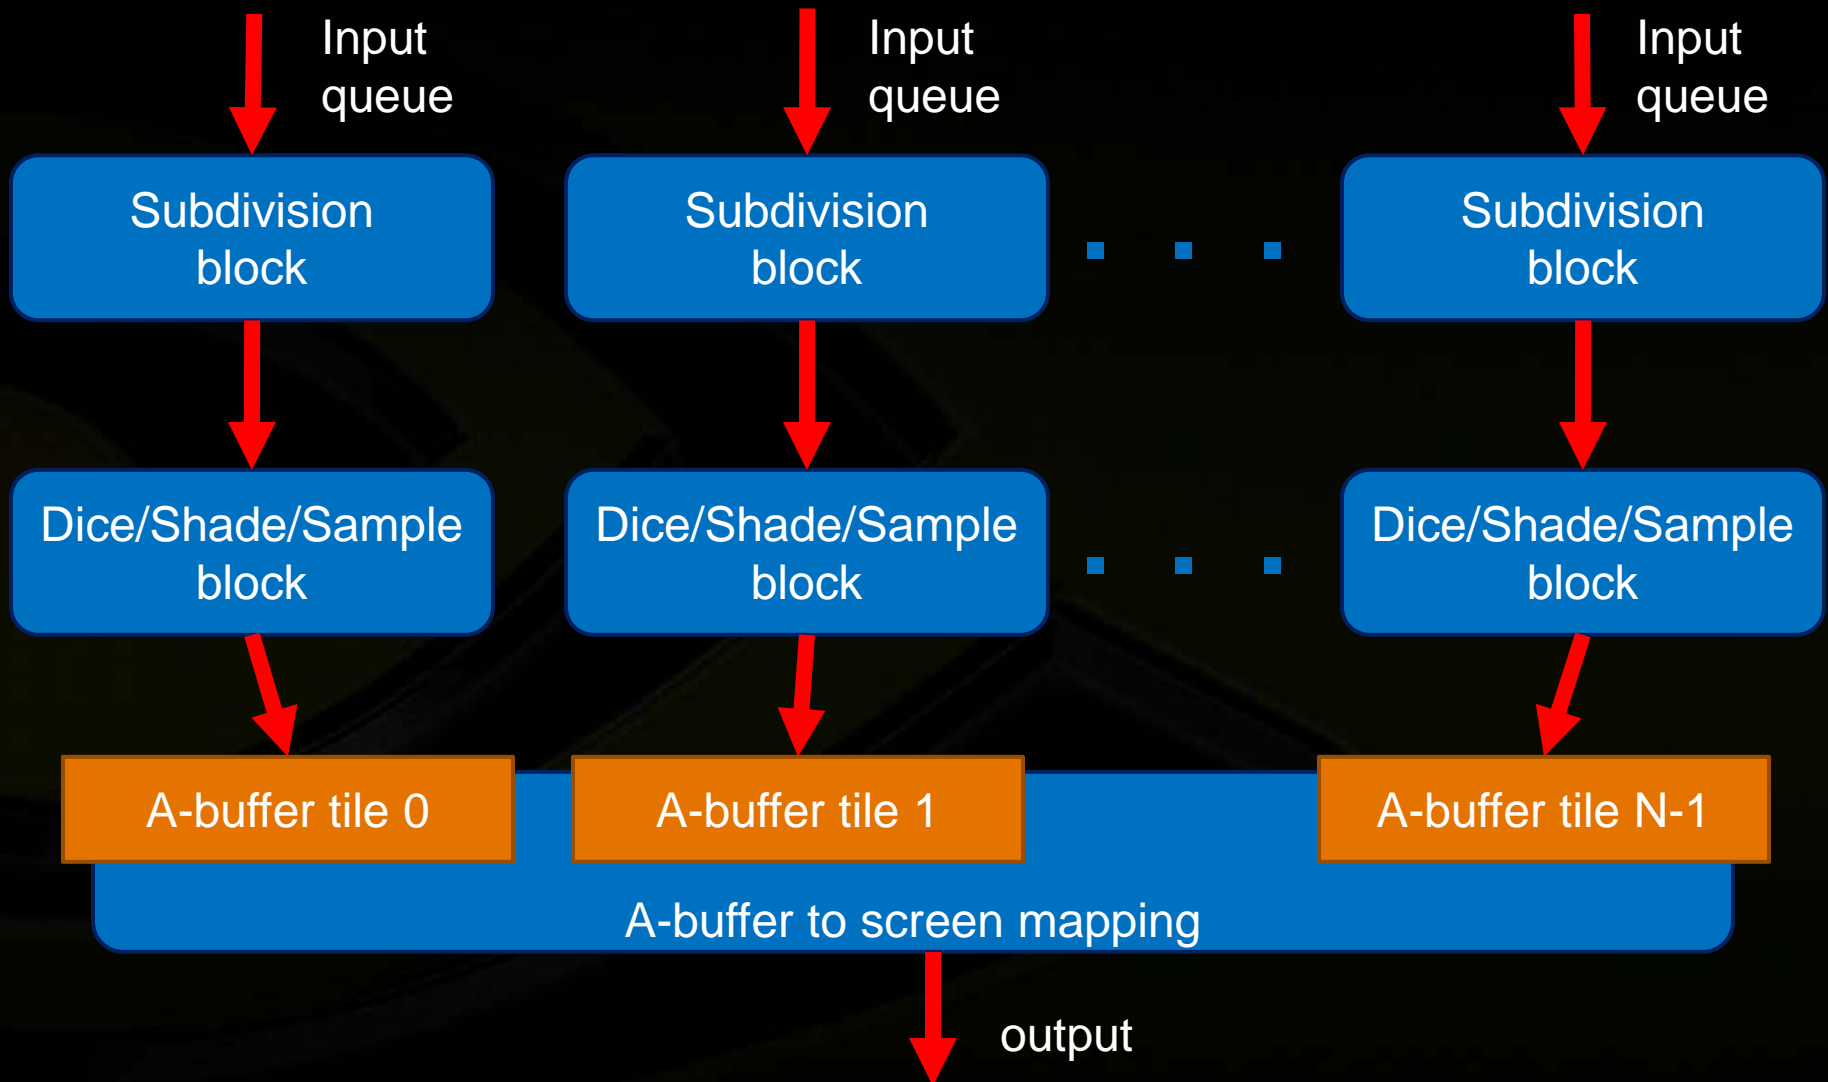 Input
queue
Input
queue
Input
queue
Subdivision
block
Subdivision
block
Subdivision
block
Dice/Shade/Sample
block
Dice/Shade/Sample
block
Dice/Shade/Sample
block
A-buffer tile 0
A-buffer tile 1
A-buffer tile N-1
A-buffer to screen mapping
output